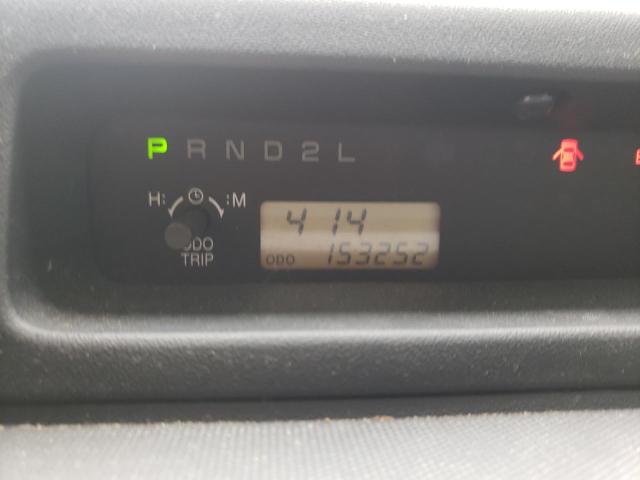 P R N D 2 L
H: :M
4 14
ODO
TRIP
ODO 153252